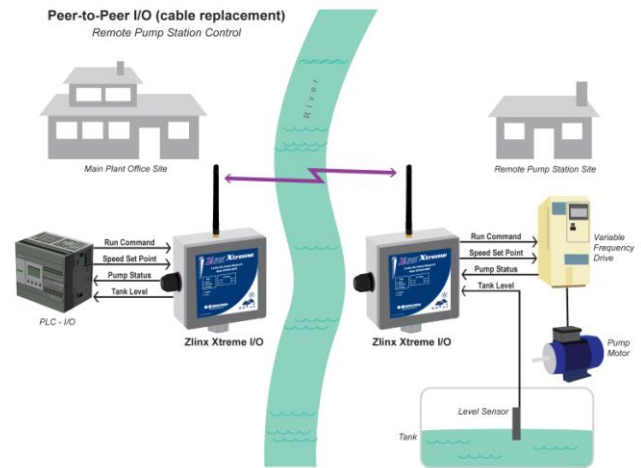 Peer-to-Peer I/O (cable replacement)
Remote Pump Station Control
River
Main Plant Office Site
Remote Pump Station Site
Run Command
Speed Set Point
Pump Status
Tank Level
PLC - I/O
Xtreme
Zlinx Xtreme I/O
Run Command
Speed Set Point
Pump Status
Tank Level
Xtreme
Zlinx Xtreme I/O
Variable
Frequency
Drive
Pump
Motor
Level Sensor
Tank